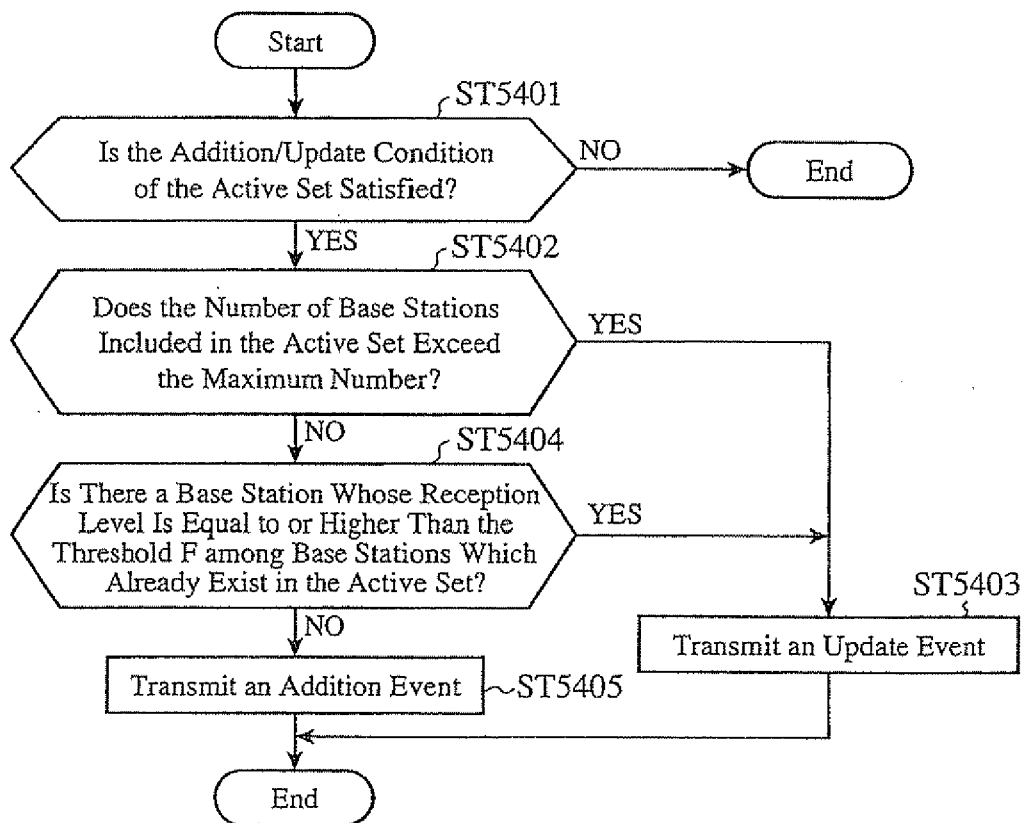 Start
ST5401
Is the Addition/Update Condition
of the Active Set Satisfied?
NO
End
YES
ST5402
Does the Number of Base Stations
Included in the Active Set Exceed
the Maximum Number?
YES
NO
ST5404
Is There a Base Station Whose Reception
Level Is Equal to or Higher Than the
Threshold F among Base Stations Which
Already Exist in the Active Set?
YES
ST5403
Transmit an Update Event
NO
Transmit an Addition Event
ST5405
End